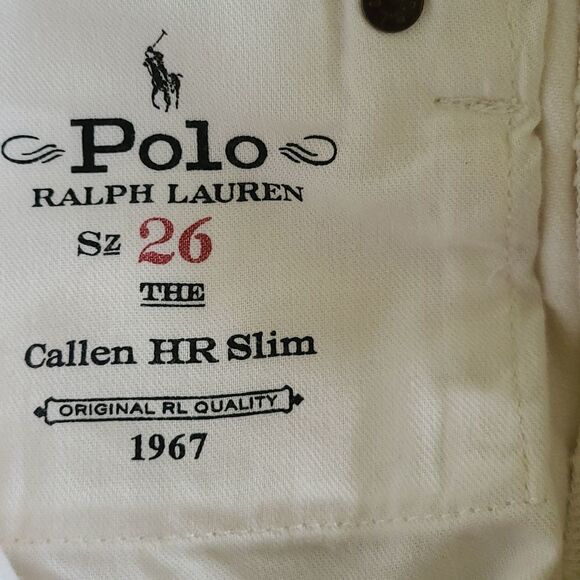 Polo
RALPH LAUREN
Sz 26
THE
Callen HR Slim
ORIGINAL RL QUALITY
1967